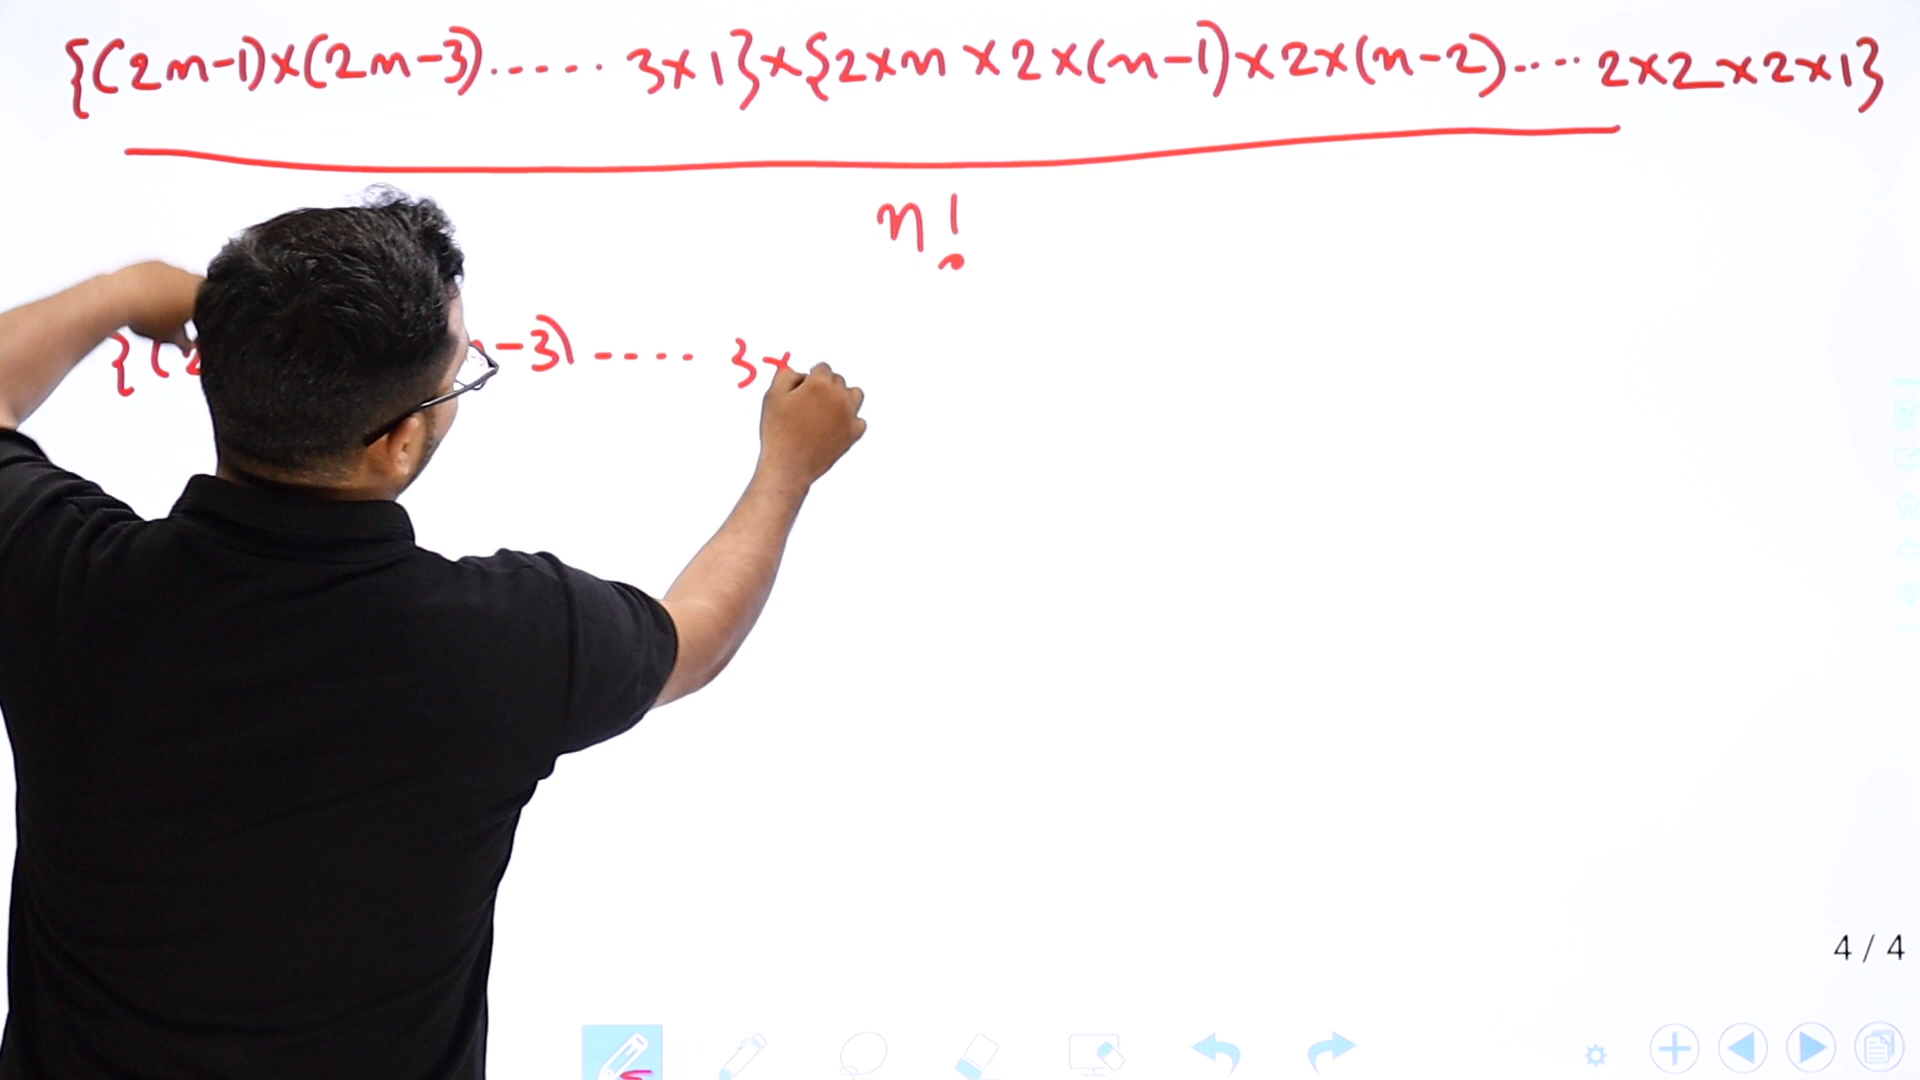 {(2n-1)×(2n-3)..... 3×1}×{2×n×2×(n-1)×2×(n-2).... 2×2×2×1}
n!
{(2 n-3) .... 3×
4 / 4